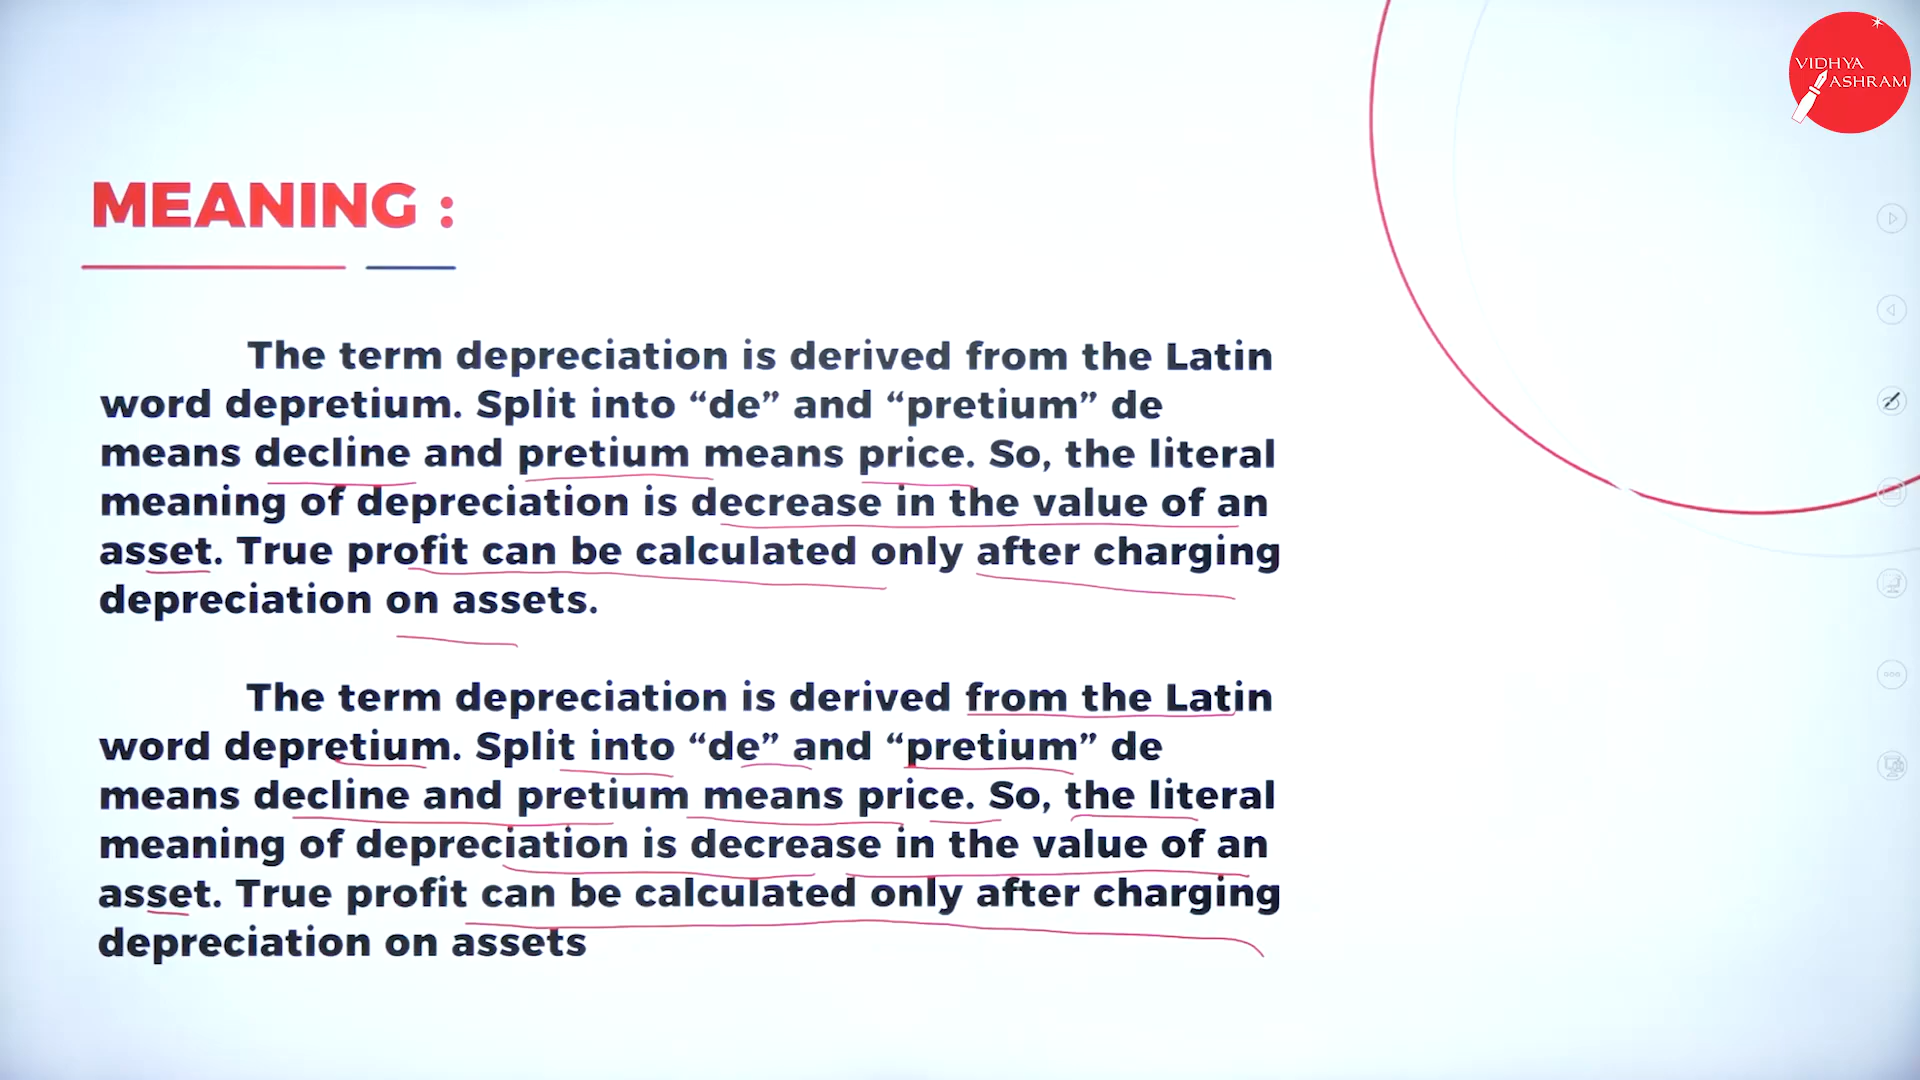 VIDHYA
ASHRAM
MEANING :
The term depreciation is derived from the Latin
word depretium. Split into “de” and “pretium” de
means decline and pretium means price. So, the literal
meaning of depreciation is decrease in the value of an
asset. True profit can be calculated only after charging
depreciation on assets.
The term depreciation is derived from the Latin
word depretium. Split into “de” and “pretium” de
means decline and pretium means price. So, the literal
meaning of depreciation is decrease in the value of an
asset. True profit can be calculated only after charging
depreciation on assets